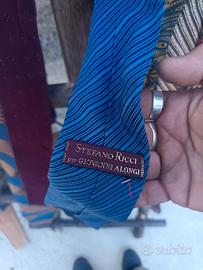 STEFANO RICCI
PER GIOVANNI ALONGI
subito